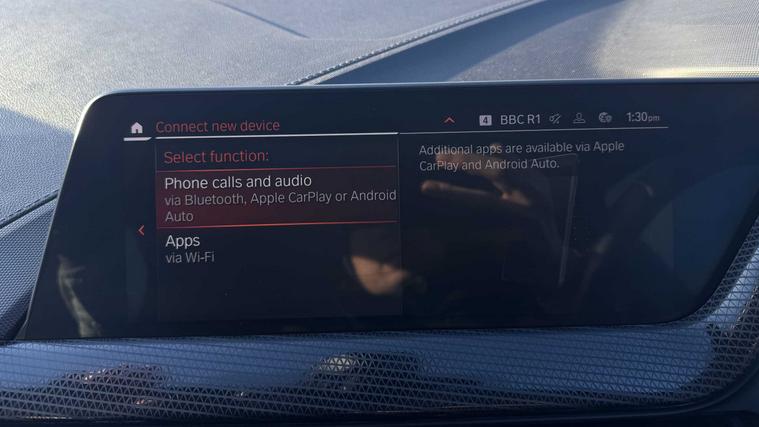 Connect new device
4 BBC R1 1:30pm
Select function:
Phone calls and audio
via Bluetooth, Apple CarPlay or Android
Auto
Apps
via Wi-Fi
Additional apps are available via Apple
CarPlay and Android Auto.